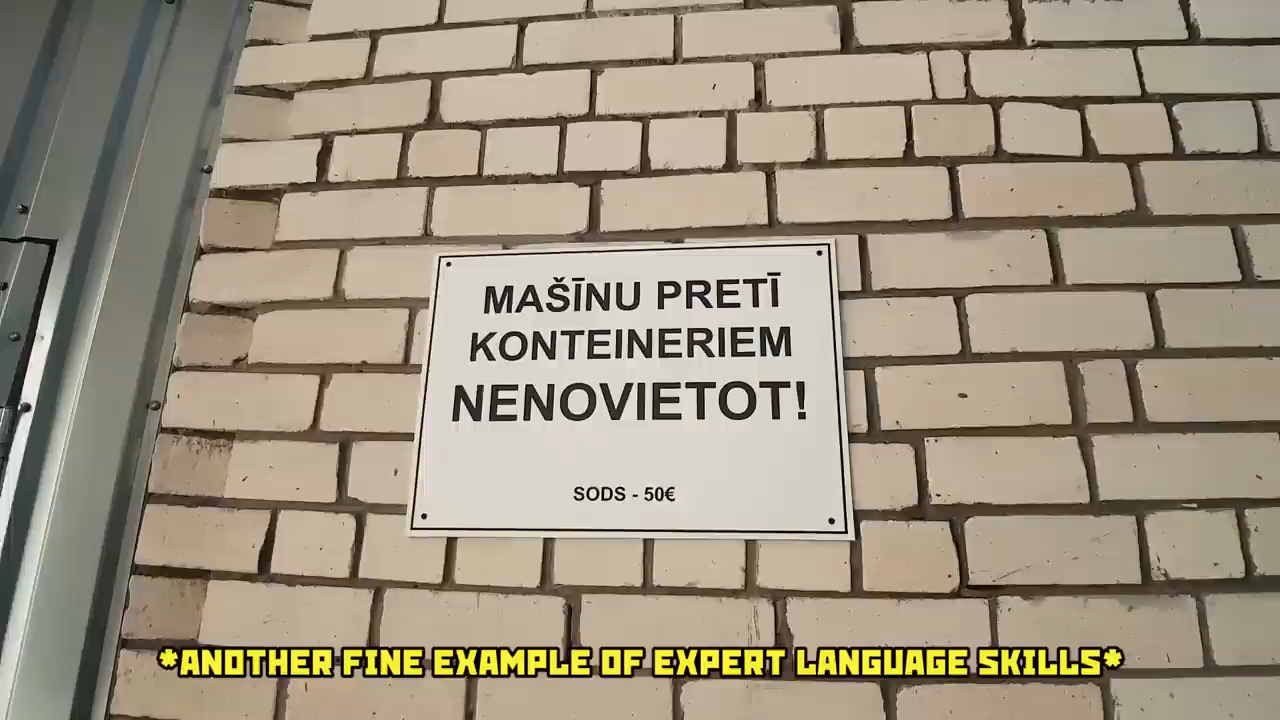 MAŠĪNU PRETĪ
KONTEINERIEM
NENOVIETOT!
SODS - 50€
*ANOTHER FINE EXAMPLE OF EXPERT LANGUAGE SKILLS*